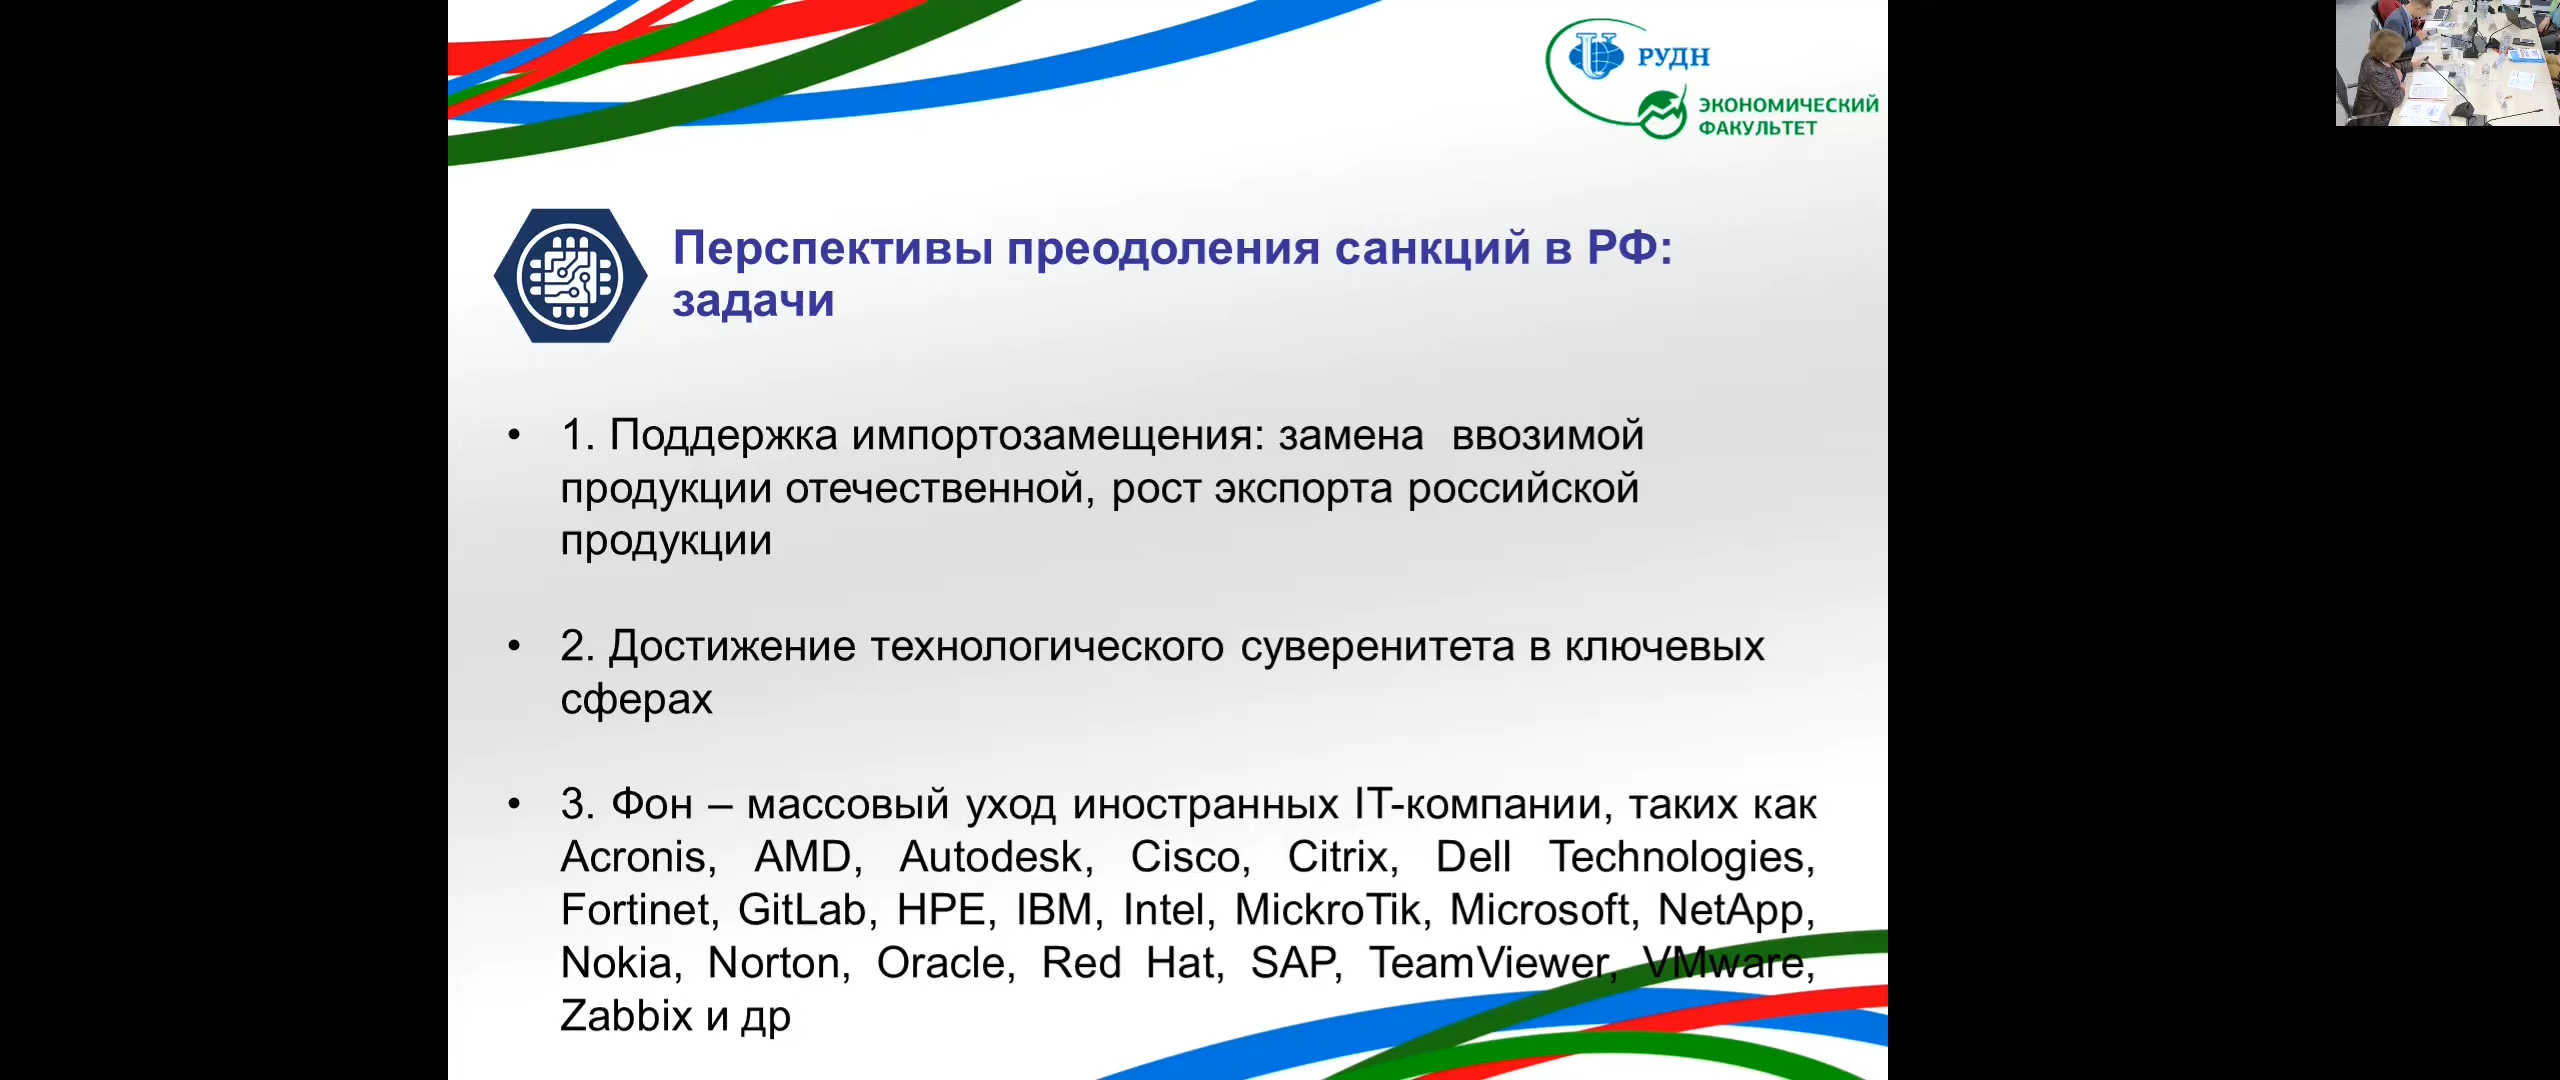 РУДН
ЭКОНОМИЧЕСКИЙ
ФАКУЛЬТЕТ
Перспективы преодоления санкций в РФ:
задачи
• 1. Поддержка импортозамещения: замена  ввозимой
продукции отечественной, рост экспорта российской
продукции
• 2. Достижение технологического суверенитета в ключевых
сферах
• 3. Фон – массовый уход иностранных IT-компании, таких как
Acronis, AMD, Autodesk, Cisco, Citrix, Dell Technologies,
Fortinet, GitLab, HPE, IBM, Intel, MickroTik, Microsoft, NetApp,
Nokia, Norton, Oracle, Red Hat, SAP, TeamViewer, VMware,
Zabbix и др